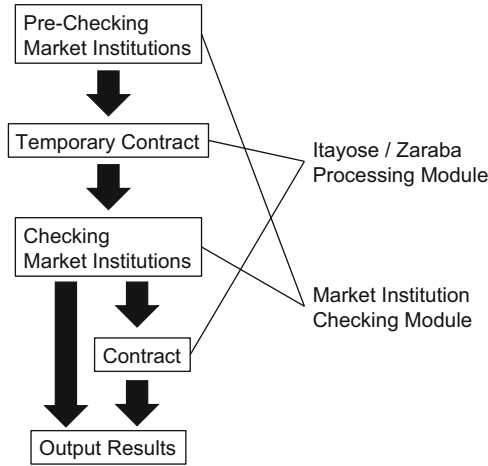 Pre-Checking
Market Institutions
Temporary Contract
Itayose / Zaraba
Processing Module
Checking
Market Institutions
Market Institution
Checking Module
Contract
Output Results